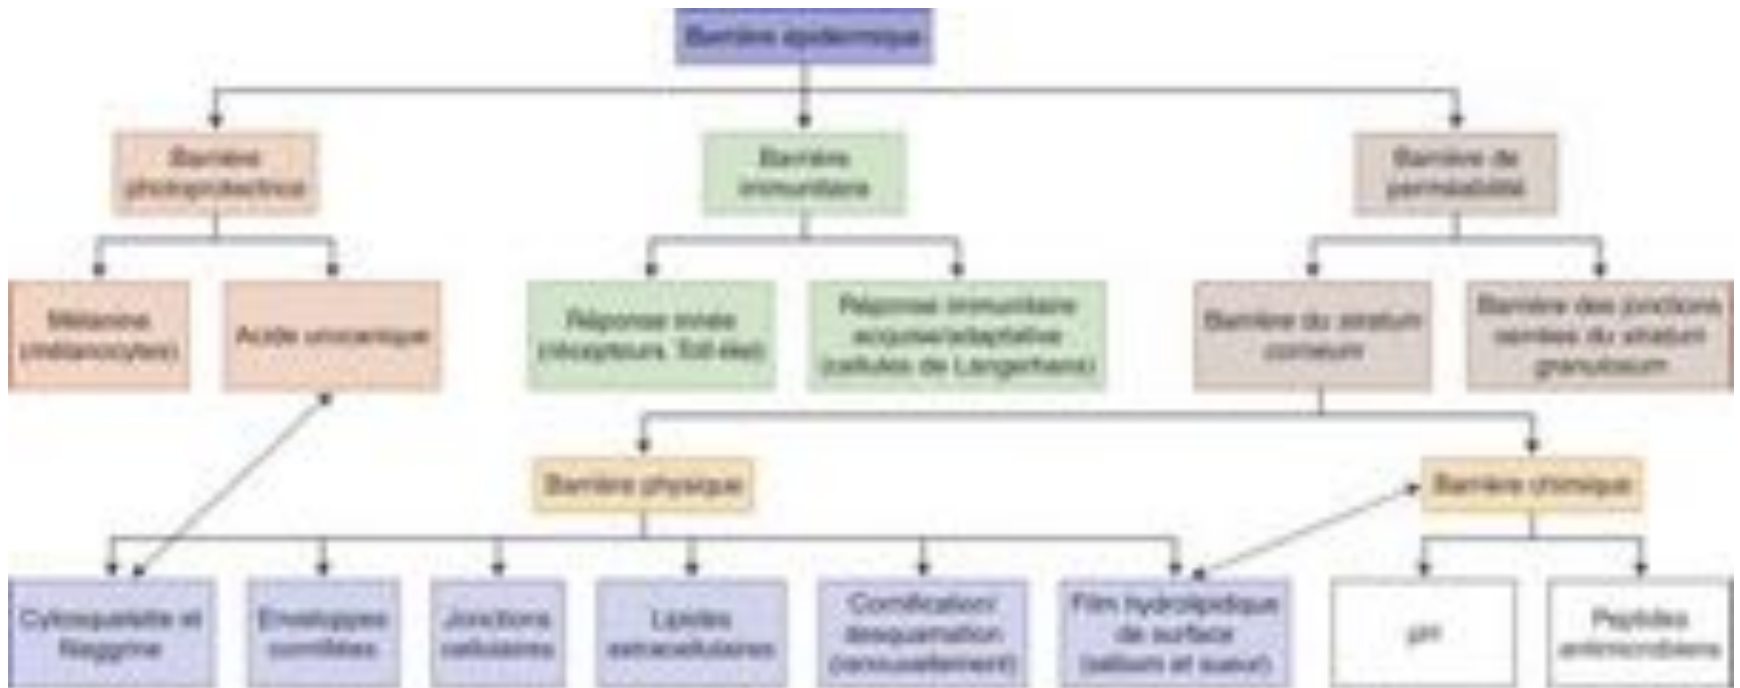 Barrière épidermique
Barrière
photoprotectrice
Barrière
immunitaire
Barrière de
perméabilité
Mélanine
(mélanocytes)
Acide urocanique
Réponse innée
(récepteurs Toll-like)
Réponse immunitaire
acquise/adaptative
(cellules de Langerhans)
Barrière du stratum
corneum
Barrière des jonctions
serrées du stratum
granulosum
Barrière physique
Barrière chimique
Cytosquelette et
filaggrine
Enveloppes
cornifiées
Jonctions
cellulaires
Lipides
extracellulaires
Cornification/
desquamation
(renouvellement)
Film hydrolipidique
de surface
(sébum et sueur)
pH
Peptides
antimicrobiens